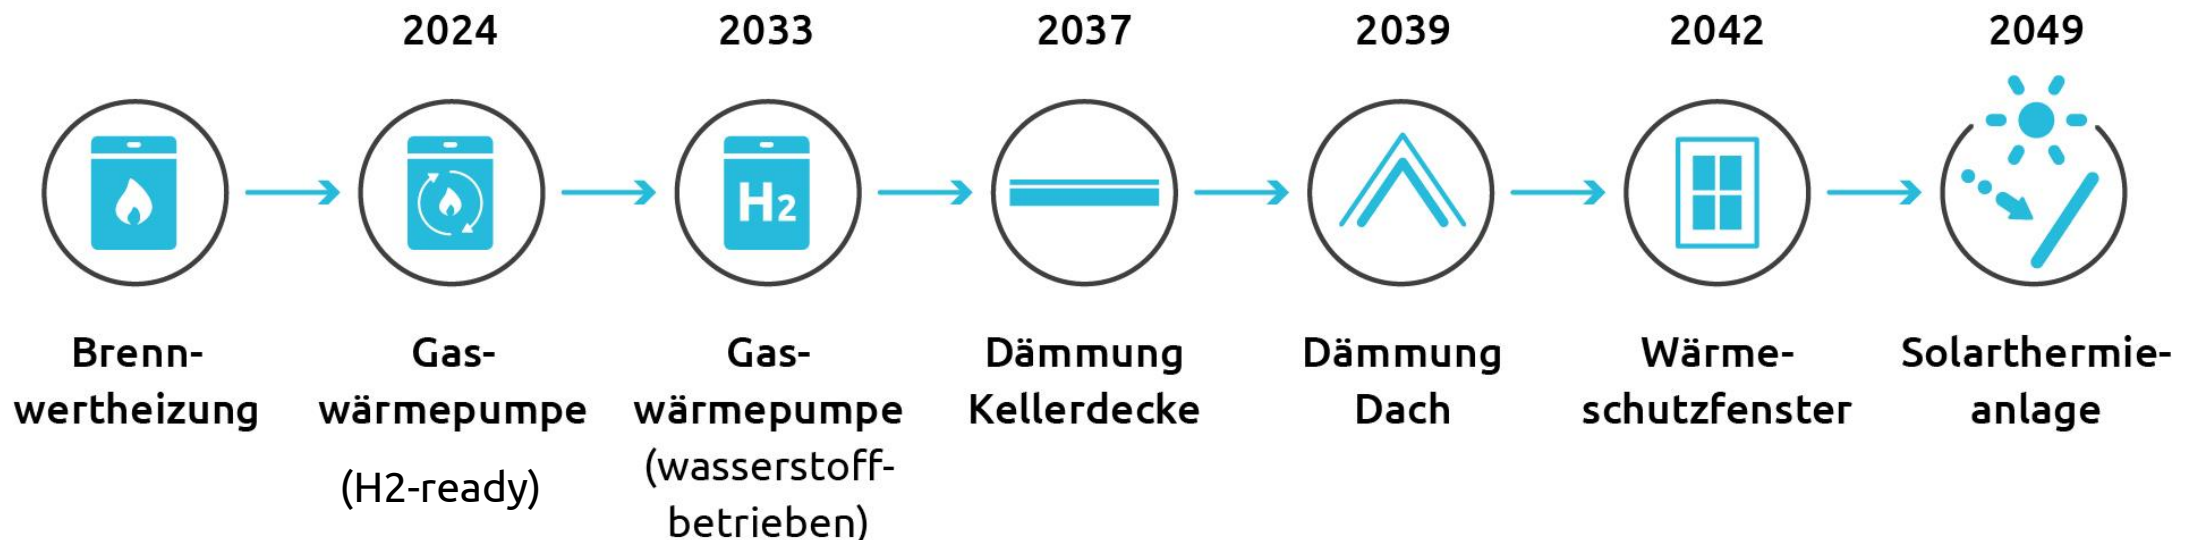 2024
2033
2037
2039
2042
2049
H2
Brenn-
wertheizung
Gas-
wärmepumpe
(H2-ready)
Gas-
wärmepumpe
(wasserstoff-
betrieben)
Dämmung
Kellerdecke
Dämmung
Dach
Wärme-
schutzfenster
Solarthermie-
anlage